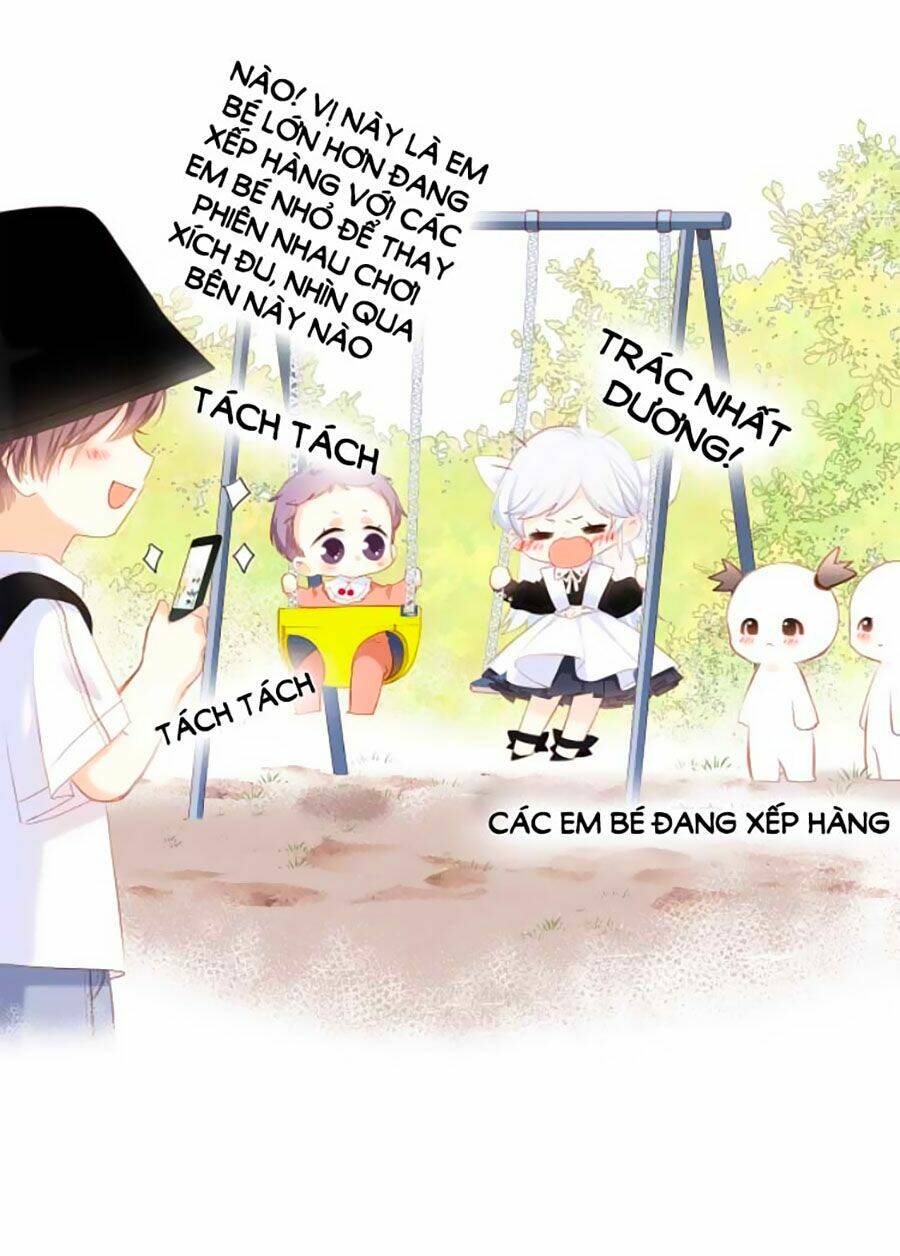 NÀO! VỊ NÀY LÀ EM
BÉ LỚN HƠN ĐANG
XẾP HÀNG VỚI CÁC
EM BÉ NHỎ ĐỂ THAY
PHIÊN NHAU CHƠI
XÍCH ĐU, NHÌN QUA
BÊN NÀY NÀO
TRÁC NHẤT
DƯƠNG!
TÁCH TÁCH
TÁCH TÁCH
CÁC EM BÉ ĐANG XẾP HÀNG